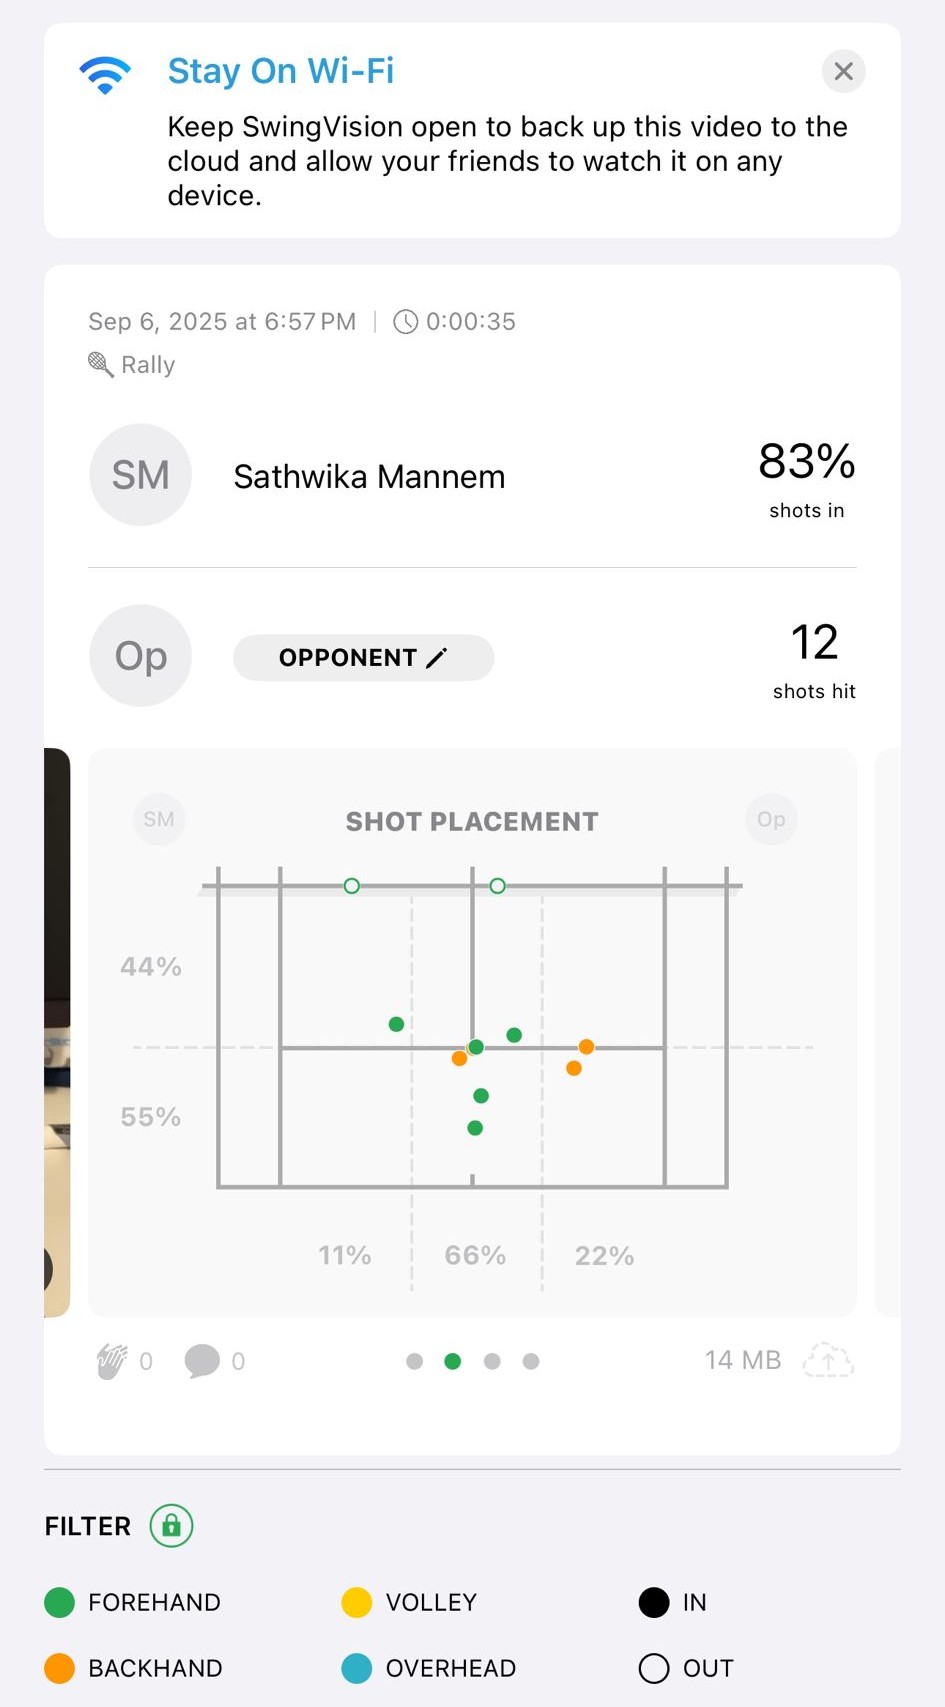 Stay On Wi-Fi
Keep SwingVision open to back up this video to the
cloud and allow your friends to watch it on any
device.
Sep 6, 2025 at 6:57 PM | 0:00:35
Rally
SM
Sathwika Mannem
83%
shots in
Op
OPPONENT
12
shots hit
SM
SHOT PLACEMENT
Op
44%
55%
11% 66% 22%
0 0 14 MB
FILTER
FOREHAND VOLLEY IN
BACKHAND OVERHEAD OUT